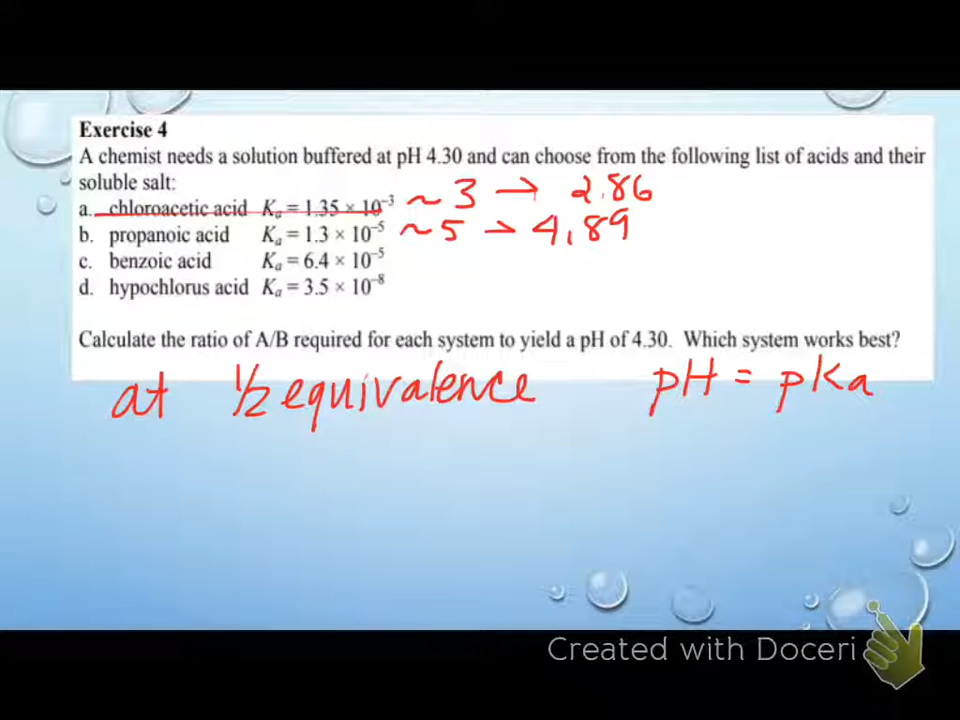 Exercise 4
A chemist needs a solution buffered at pH 4.30 and can choose from the following list of acids and their
soluble salt:
a. chloroacetic acid Kₐ = 1.35 × 10⁻³ ~ 3 → 2.86
b. propanoic acid Kₐ = 1.3 × 10⁻⁵ ~ 5 → 4.89
c. benzoic acid Kₐ = 6.4 × 10⁻⁵
d. hypochlorus acid Kₐ = 3.5 × 10⁻⁸
Calculate the ratio of A/B required for each system to yield a pH of 4.30. Which system works best?
at ½ equivalence pH = pKa
Created with Doceri